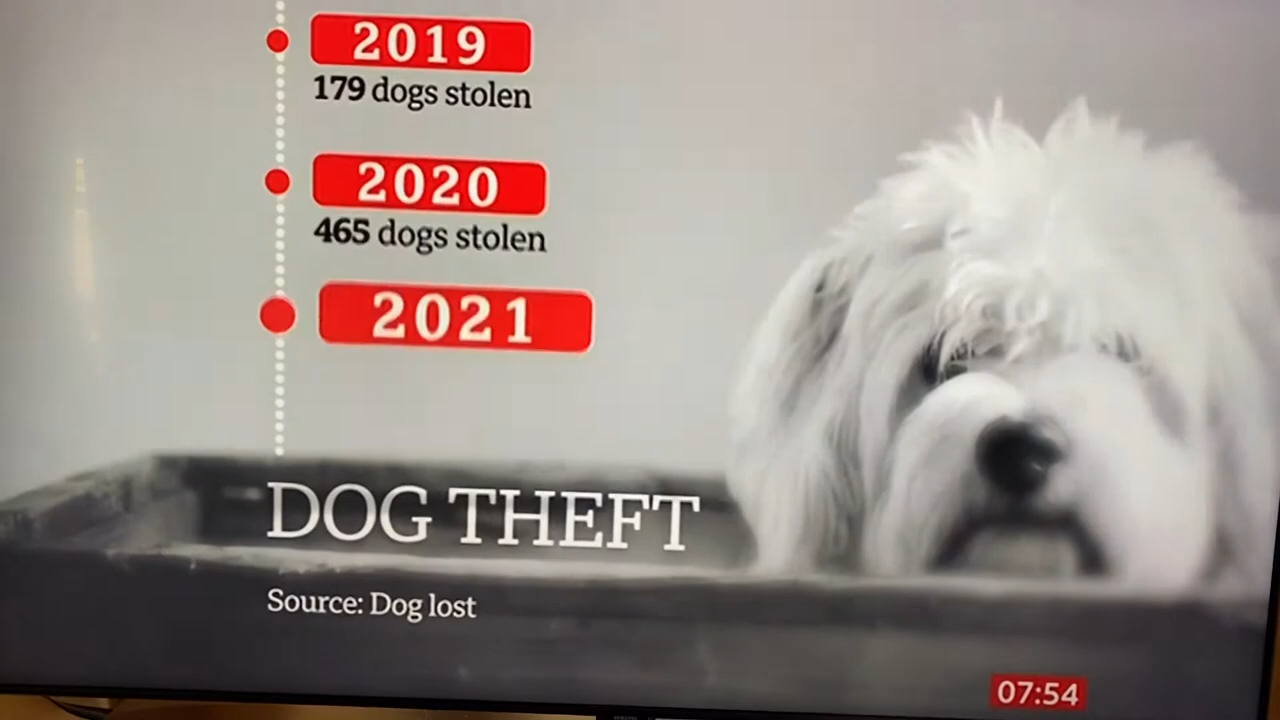 2019
179 dogs stolen
2020
465 dogs stolen
2021
DOG THEFT
Source: Dog lost
07:54